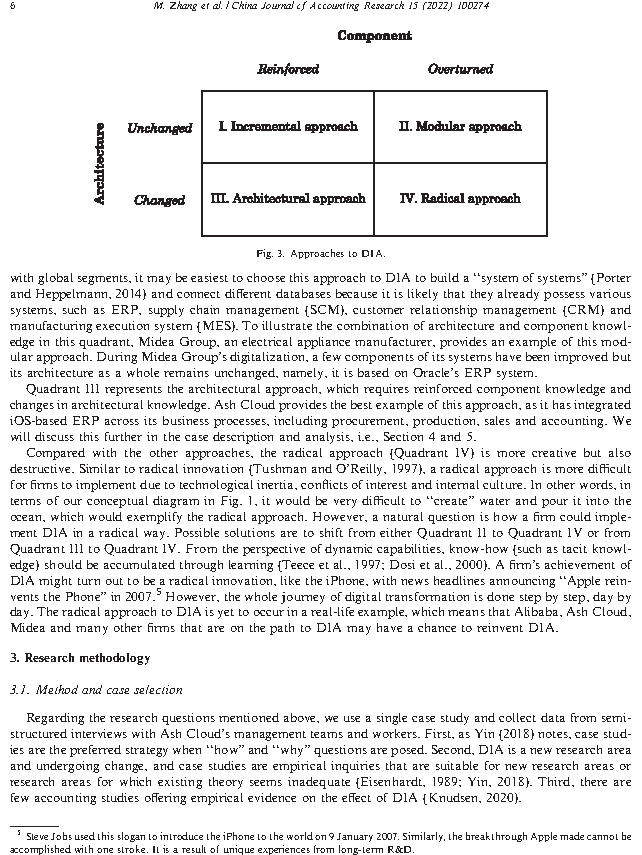 6
M. Zhang et al. / China Journal of Accounting Research 15 (2022) 100274
Component
Reinforced Overturned
Architecture
Unchanged I. Incremental approach II. Modular approach
Changed III. Architectural approach IV. Radical approach
Fig. 3. Approaches to D1A.
with global segments, it may be easiest to choose this approach to D1A to build a “system of systems” (Porter
and Heppelmann, 2014) and connect different databases because it is likely that they already possess various
systems, such as ERP, supply chain management (SCM), customer relationship management (CRM) and
manufacturing execution system (MES). To illustrate the combination of architecture and component knowl-
edge in this quadrant, Midea Group, an electrical appliance manufacturer, provides an example of this mod-
ular approach. During Midea Group’s digitalization, a few components of its systems have been improved but
its architecture as a whole remains unchanged, namely, it is based on Oracle’s ERP system.
Quadrant III represents the architectural approach, which requires reinforced component knowledge and
changes in architectural knowledge. Ash Cloud provides the best example of this approach, as it has integrated
iOS-based ERP across its business processes, including procurement, production, sales and accounting. We
will discuss this further in the case description and analysis, i.e., Section 4 and 5.
Compared with the other approaches, the radical approach (Quadrant IV) is more creative but also
destructive. Similar to radical innovation (Tushman and O’Reilly, 1997), a radical approach is more difficult
for firms to implement due to technological inertia, conflicts of interest and internal culture. In other words, in
terms of our conceptual diagram in Fig. 1, it would be very difficult to “create” water and pour it into the
ocean, which would exemplify the radical approach. However, a natural question is how a firm could imple-
ment D1A in a radical way. Possible solutions are to shift from either Quadrant II to Quadrant IV or from
Quadrant III to Quadrant IV. From the perspective of dynamic capabilities, know-how (such as tacit knowl-
edge) should be accumulated through learning (Teece et al., 1997; Dosi et al., 2000). A firm’s achievement of
D1A might turn out to be a radical innovation, like the iPhone, with news headlines announcing “Apple rein-
vents the Phone” in 2007.5 However, the whole journey of digital transformation is done step by step, day by
day. The radical approach to D1A is yet to occur in a real-life example, which means that Alibaba, Ash Cloud,
Midea and many other firms that are on the path to D1A may have a chance to reinvent D1A.
3. Research methodology
3.1. Method and case selection
Regarding the research questions mentioned above, we use a single case study and collect data from semi-
structured interviews with Ash Cloud’s management teams and workers. First, as Yin (2018) notes, case stud-
ies are the preferred strategy when “how” and “why” questions are posed. Second, D1A is a new research area
and undergoing change, and case studies are empirical inquiries that are suitable for new research areas or
research areas for which existing theory seems inadequate (Eisenhardt, 1989; Yin, 2018). Third, there are
few accounting studies offering empirical evidence on the effect of D1A (Knudsen, 2020).
5 Steve Jobs used this slogan to introduce the iPhone to the world on 9 January 2007. Similarly, the breakthrough Apple made cannot be
accomplished with one stroke. It is a result of unique experiences from long-term R&D.